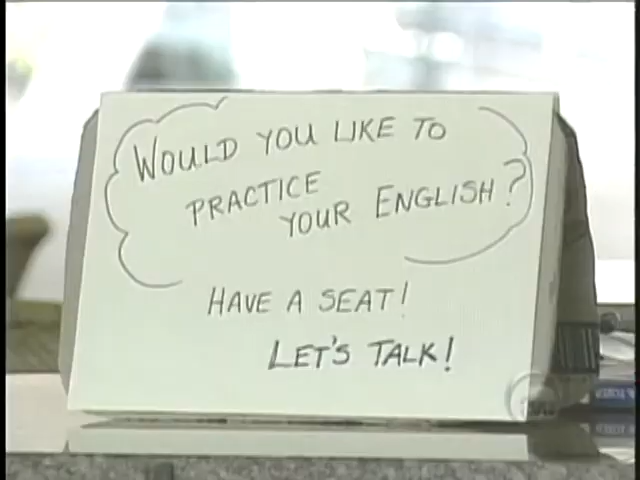 WOULD YOU LIKE TO
PRACTICE
YOUR ENGLISH?
HAVE A SEAT!
LET'S TALK!